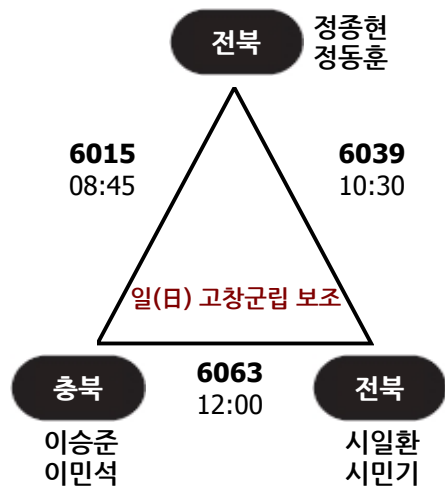 전북
정종현
정동훈
6015
08:45
6039
10:30
일(日) 고창군립 보조
충북
6063
12:00
전북
이승준
이민석
시일환
시민기